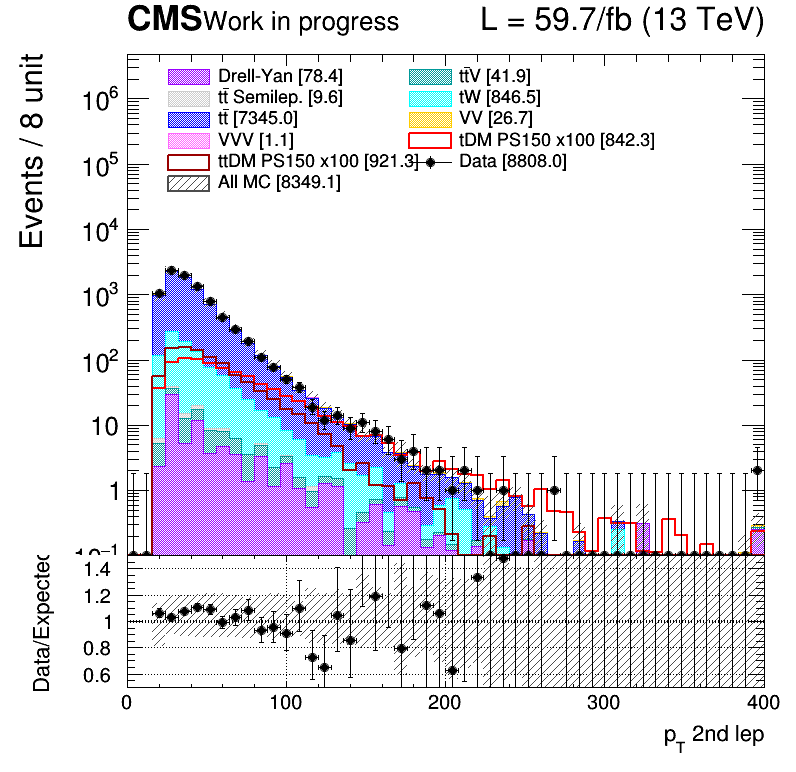 CMS Work in progress L = 59.7/fb (13 TeV)
Events / 8 unit
10⁶
10⁵
10⁴
10³
10²
10
1
10⁻¹
Drell-Yan [78.4]
tt̄V [41.9]
tt̄ Semilep. [9.6]
tW [846.5]
tt̄ [7345.0]
VV [26.7]
VVV [1.1]
tDM PS150 x100 [842.3]
ttDM PS150 x100 [921.3]
Data [8808.0]
All MC [8349.1]
Data/Expected
1.4
1.2
1
0.8
0.6
0 100 200 300 400
p_T 2nd lep